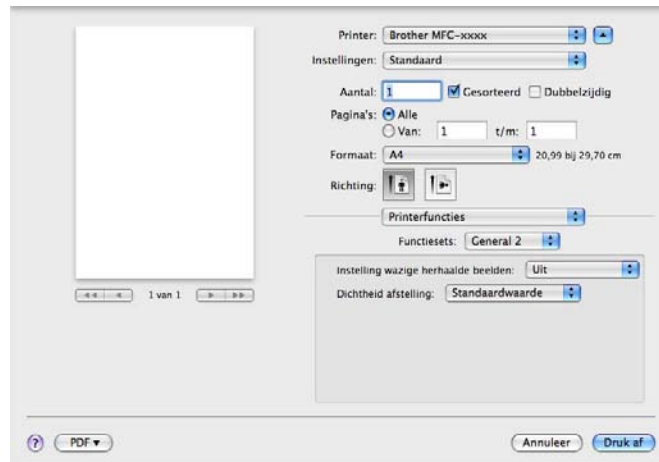 Printer: Brother MFC-xxxx
Instellingen: Standaard
Aantal: 1 Gesorteerd Dubbelzijdig
Pagina's: Alle
Van: 1 t/m: 1
Formaat: A4 20,99 bij 29,70 cm
Richting:
Printerfuncties
Functiesets: General 2
Instelling wazige herhaalde beelden: Uit
Dichtheid afstelling: Standaardwaarde
1 van 1
? PDF ▾ Annuleer Druk af